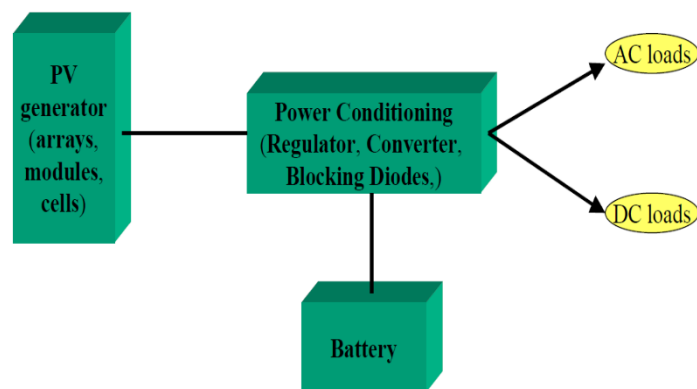 PV
generator
(arrays,
modules,
cells)
Power Conditioning
(Regulator, Converter,
Blocking Diodes,)
AC loads
DC loads
Battery